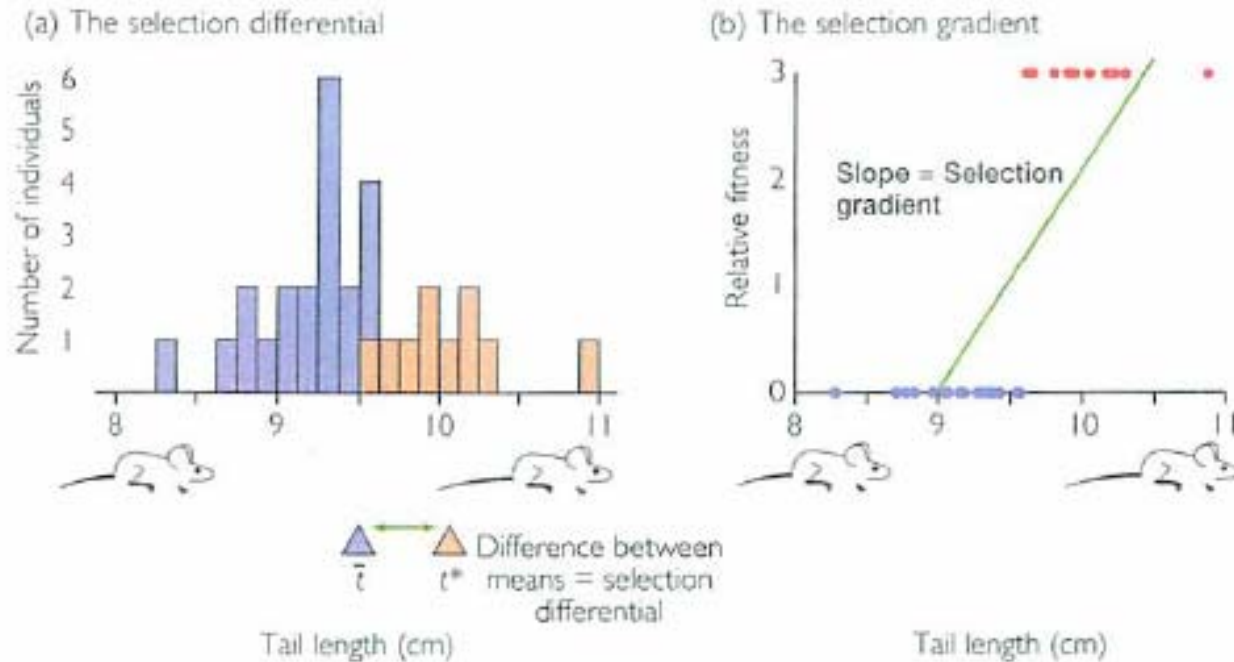 (a) The selection differential
6
5
4
3
2
1
Number of individuals
8 9 10 11
t̄ t* Difference between
means = selection
differential
Tail length (cm)
(b) The selection gradient
3
2
1
0
Relative fitness
Slope = Selection
gradient
8 9 10 11
Tail length (cm)